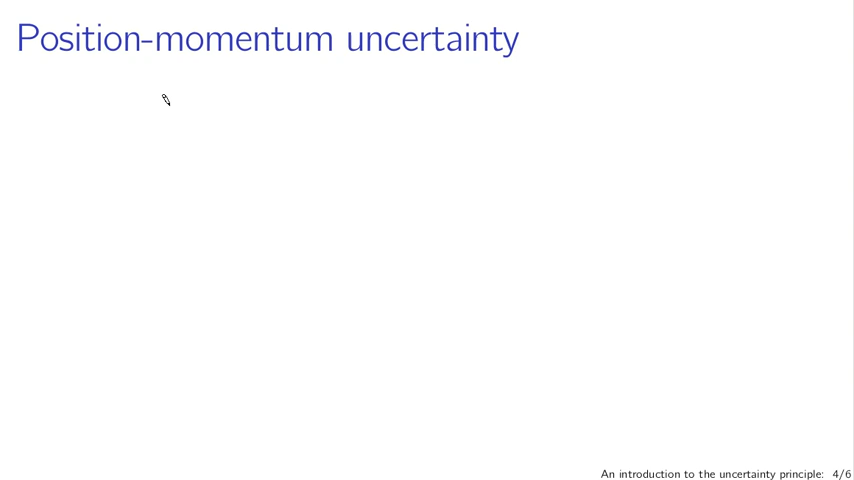 Position-momentum uncertainty
An introduction to the uncertainty principle: 4/6